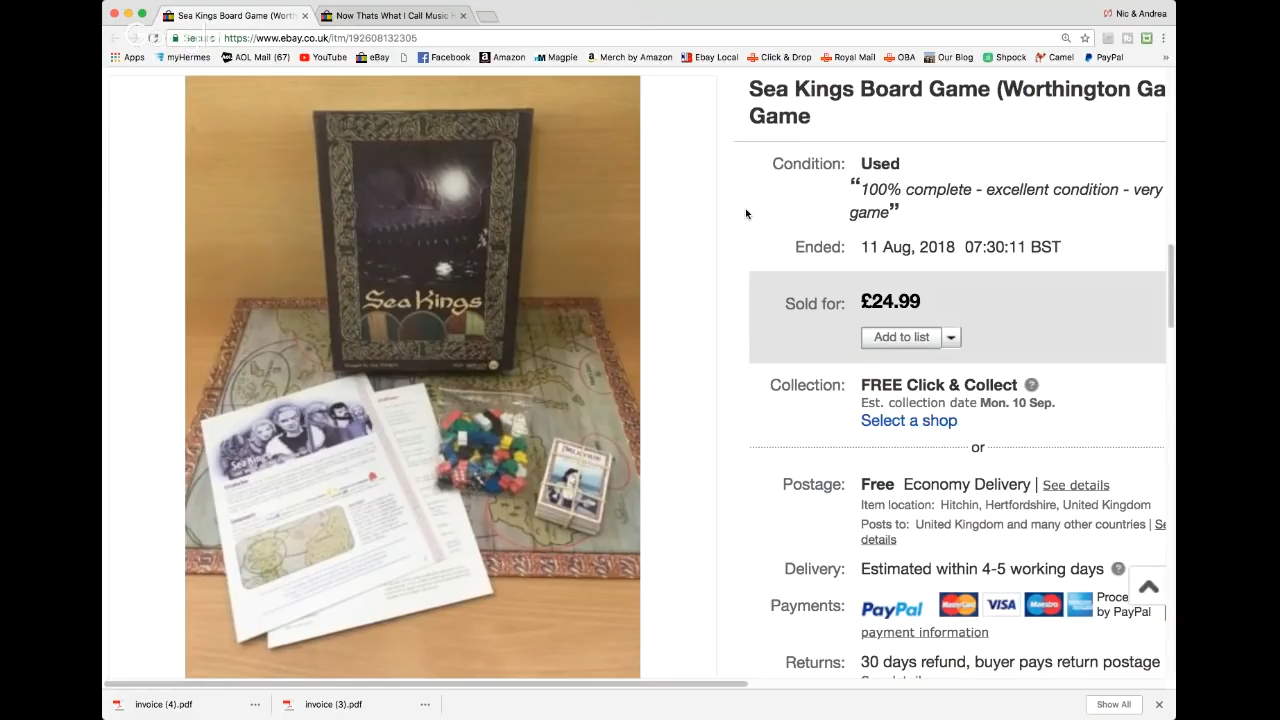 Sea Kings Board Game (Worth
Now Thats What I Call Music
Nic & Andrea
Secure
https://www.ebay.co.uk/itm/192608132305
Apps myHermes AOL Mail (67) YouTube eBay Facebook Amazon Magpie Merch by Amazon Ebay Local Click & Drop Royal Mail OBA Our Blog Shpock Camel PayPal »
Sea Kings Board Game (Worthington Ga
Game
Condition: Used
“100% complete - excellent condition - very
game”
Ended: 11 Aug, 2018 07:30:11 BST
Sold for: £24.99
Add to list
Collection: FREE Click & Collect
Est. collection date Mon. 10 Sep.
Select a shop
or
Postage: Free Economy Delivery | See details
Item location: Hitchin, Hertfordshire, United Kingdom
Posts to: United Kingdom and many other countries | Se
details
Delivery: Estimated within 4-5 working days
Payments: PayPal MasterCard VISA Maestro Proce
by PayPal
payment information
Returns: 30 days refund, buyer pays return postage
Sea Kings
Sea Kings
invoice (4).pdf
invoice (3).pdf
Show All